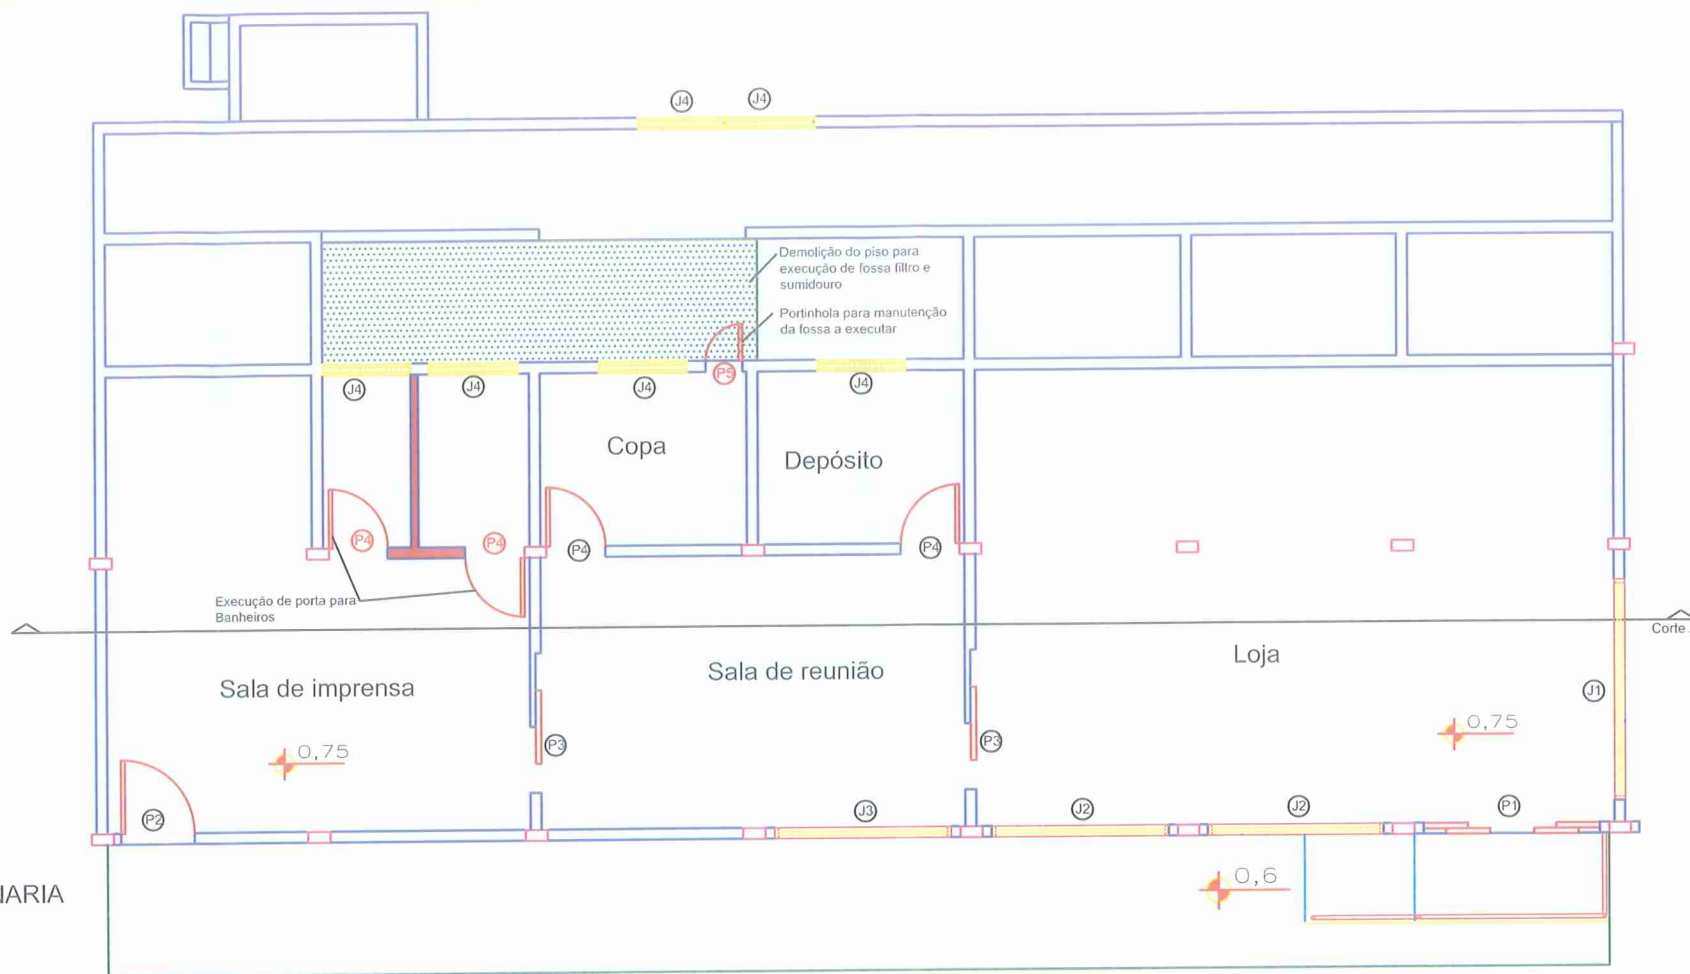 J4
J4
Demolição do piso para
execução de fossa filtro e
sumidouro
Portinhola para manutenção
da fossa a executar
J4
J4
J4
P5
J4
Copa
Depósito
P4
P4
P4
P4
Execução de porta para
Banheiros
Corte
Sala de imprensa
Sala de reunião
Loja
J1
0,75
0,75
P3
P3
P2
J3
J2
J2
P1
0,6
NARIA